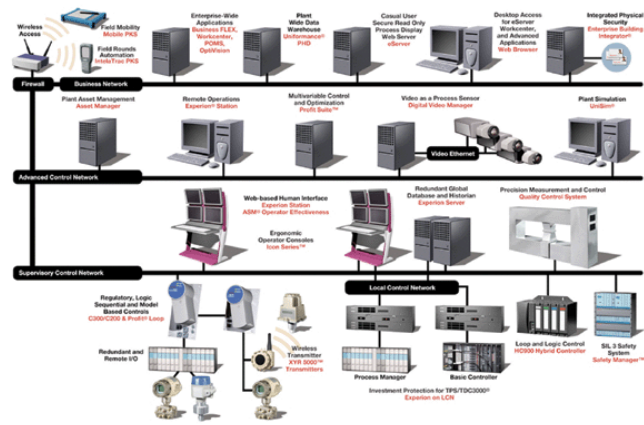 Wireless
Access
Field Mobility
Mobile PKS
Field Rounds
Automation
IntelaTrac PKS
Enterprise-Wide
Applications
Business FLEX,
Workcenter,
POMS,
OptiVision
Plant
Wide Data
Warehouse
Uniformance®
PHD
Casual User
Secure Read Only
Process Display
Web Server
eServer
Desktop Access
for eServer
Workcenter,
and Advanced
Applications
Web Browser
Integrated Physical
Security
Enterprise Building
Integrator®
Firewall
Business Network
Plant Asset Management
Asset Manager
Remote Operations
Experion® Station
Multivariable Control
and Optimization
Profit Suite™
Video as a Process Sensor
Digital Video Manager
Plant Simulation
UniSim®
Video Ethernet
Advanced Control Network
Web-based Human Interface
Experion Station
ASM® Operator Effectiveness
Ergonomic
Operator Consoles
Icon Series™
Redundant Global
Database and Historian
Experion Server
Precision Measurement and Control
Quality Control System
Supervisory Control Network
Local Control Network
Regulatory, Logic
Sequential and Model
Based Controls
C300/C200 & Profit® Loop
Wireless
Transmitter
XYR 5000™
Transmitters
Redundant and
Remote I/O
Process Manager
Basic Controller
Investment Protection for TPS/TDC3000®
Experion on LCN
Loop and Logic Control
HC900 Hybrid Controller
SIL 3 Safety
System
Safety Manager™